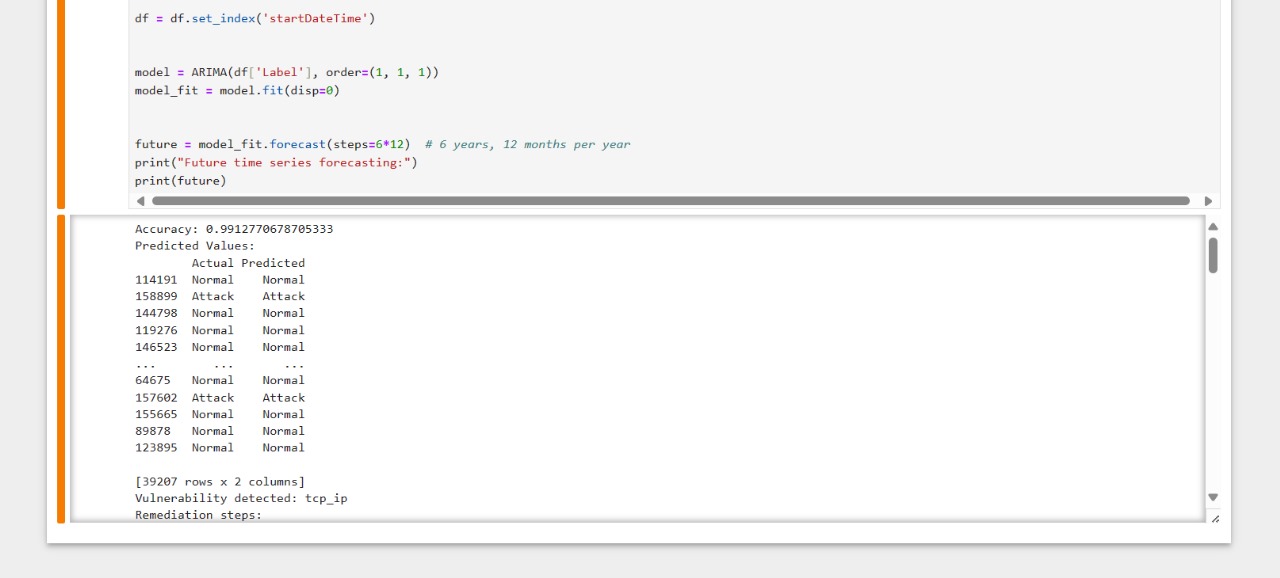 df = df.set_index('startDateTime')
model = ARIMA(df['Label'], order=(1, 1, 1))
model_fit = model.fit(disp=0)
future = model_fit.forecast(steps=6*12)  # 6 years, 12 months per year
print("Future time series forecasting:")
print(future)
Accuracy: 0.9912770678705333
Predicted Values:
        Actual Predicted
114191  Normal    Normal
158899  Attack    Attack
144798  Normal    Normal
119276  Normal    Normal
146523  Normal    Normal
...        ...       ...
64675   Normal    Normal
157602  Attack    Attack
155665  Normal    Normal
89878   Normal    Normal
123895  Normal    Normal
[39207 rows x 2 columns]
Vulnerability detected: tcp_ip
Remediation steps: